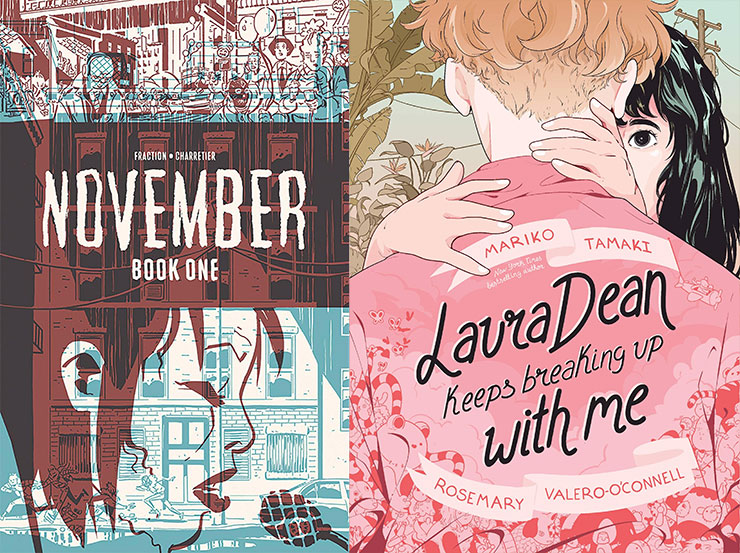 FRACTION • CHARRETIER
NOVEMBER
BOOK ONE
MARIKO TAMAKI
New York Times
bestselling author
Laura Dean
keeps breaking up
with me
ROSEMARY VALERO-O'CONNELL